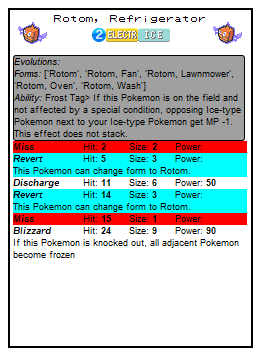 Rotom, Refrigerator
2 ELECTR ICE
Evolutions:
Forms: ['Rotom', 'Rotom, Fan', 'Rotom, Lawnmower',
'Rotom, Oven', 'Rotom, Wash']
Ability: Frost Tag> If this Pokemon is on the field and
not affected by a special condition, opposing Ice-type
Pokemon next to your Ice-type Pokemon get MP -1.
This effect does not stack.
Miss Hit: 2 Size: 2 Power:
Revert Hit: 5 Size: 3 Power:
This Pokemon can change form to Rotom.
Discharge Hit: 11 Size: 6 Power: 50
Revert Hit: 14 Size: 3 Power:
This Pokemon can change form to Rotom.
Miss Hit: 15 Size: 1 Power:
Blizzard Hit: 24 Size: 9 Power: 90
If this Pokemon is knocked out, all adjacent Pokemon
become frozen